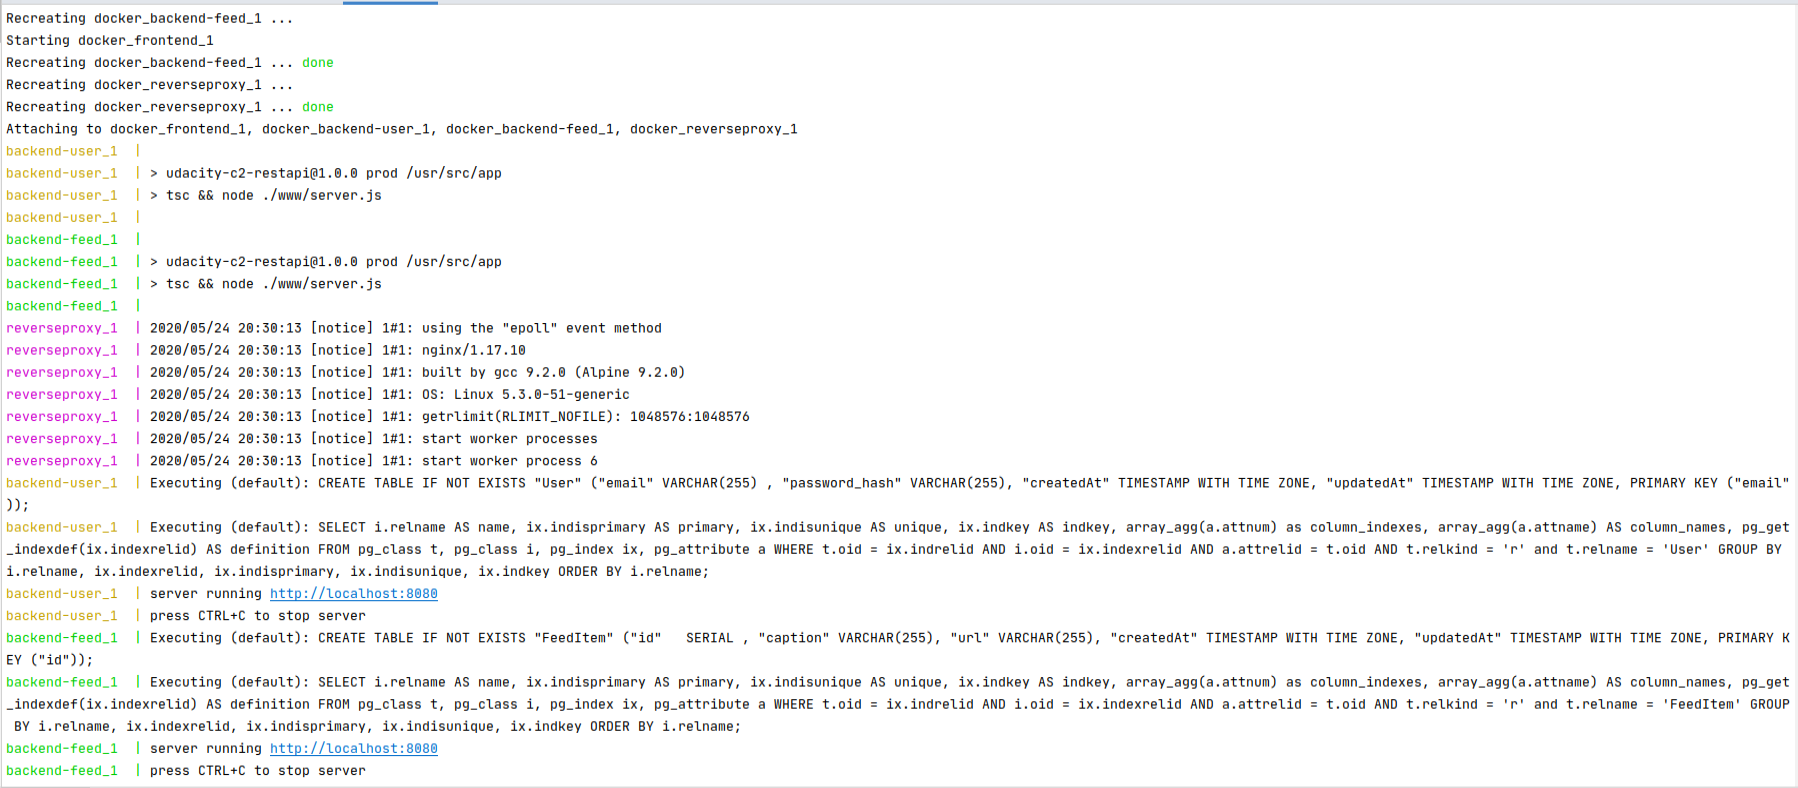 Recreating docker_backend-feed_1 ...
Starting docker_frontend_1
Recreating docker_backend-feed_1 ... done
Recreating docker_reverseproxy_1 ...
Recreating docker_reverseproxy_1 ... done
Attaching to docker_frontend_1, docker_backend-user_1, docker_backend-feed_1, docker_reverseproxy_1
backend-user_1  |
backend-user_1  | > udacity-c2-restapi@1.0.0 prod /usr/src/app
backend-user_1  | > tsc && node ./www/server.js
backend-user_1  |
backend-feed_1  |
backend-feed_1  | > udacity-c2-restapi@1.0.0 prod /usr/src/app
backend-feed_1  | > tsc && node ./www/server.js
backend-feed_1  |
reverseproxy_1  | 2020/05/24 20:30:13 [notice] 1#1: using the "epoll" event method
reverseproxy_1  | 2020/05/24 20:30:13 [notice] 1#1: nginx/1.17.10
reverseproxy_1  | 2020/05/24 20:30:13 [notice] 1#1: built by gcc 9.2.0 (Alpine 9.2.0)
reverseproxy_1  | 2020/05/24 20:30:13 [notice] 1#1: OS: Linux 5.3.0-51-generic
reverseproxy_1  | 2020/05/24 20:30:13 [notice] 1#1: getrlimit(RLIMIT_NOFILE): 1048576:1048576
reverseproxy_1  | 2020/05/24 20:30:13 [notice] 1#1: start worker processes
reverseproxy_1  | 2020/05/24 20:30:13 [notice] 1#1: start worker process 6
backend-user_1  | Executing (default): CREATE TABLE IF NOT EXISTS "User" ("email" VARCHAR(255) , "password_hash" VARCHAR(255), "createdAt" TIMESTAMP WITH TIME ZONE, "updatedAt" TIMESTAMP WITH TIME ZONE, PRIMARY KEY ("email"
));
backend-user_1  | Executing (default): SELECT i.relname AS name, ix.indisprimary AS primary, ix.indisunique AS unique, ix.indkey AS indkey, array_agg(a.attnum) as column_indexes, array_agg(a.attname) AS column_names, pg_get
_indexdef(ix.indexrelid) AS definition FROM pg_class t, pg_class i, pg_index ix, pg_attribute a WHERE t.oid = ix.indrelid AND i.oid = ix.indexrelid AND a.attrelid = t.oid AND t.relkind = 'r' and t.relname = 'User' GROUP BY
i.relname, ix.indexrelid, ix.indisprimary, ix.indisunique, ix.indkey ORDER BY i.relname;
backend-user_1  | server running http://localhost:8080
backend-user_1  | press CTRL+C to stop server
backend-feed_1  | Executing (default): CREATE TABLE IF NOT EXISTS "FeedItem" ("id"   SERIAL , "caption" VARCHAR(255), "url" VARCHAR(255), "createdAt" TIMESTAMP WITH TIME ZONE, "updatedAt" TIMESTAMP WITH TIME ZONE, PRIMARY K
EY ("id"));
backend-feed_1  | Executing (default): SELECT i.relname AS name, ix.indisprimary AS primary, ix.indisunique AS unique, ix.indkey AS indkey, array_agg(a.attnum) as column_indexes, array_agg(a.attname) AS column_names, pg_get
_indexdef(ix.indexrelid) AS definition FROM pg_class t, pg_class i, pg_index ix, pg_attribute a WHERE t.oid = ix.indrelid AND i.oid = ix.indexrelid AND a.attrelid = t.oid AND t.relkind = 'r' and t.relname = 'FeedItem' GROUP
 BY i.relname, ix.indexrelid, ix.indisprimary, ix.indisunique, ix.indkey ORDER BY i.relname;
backend-feed_1  | server running http://localhost:8080
backend-feed_1  | press CTRL+C to stop server